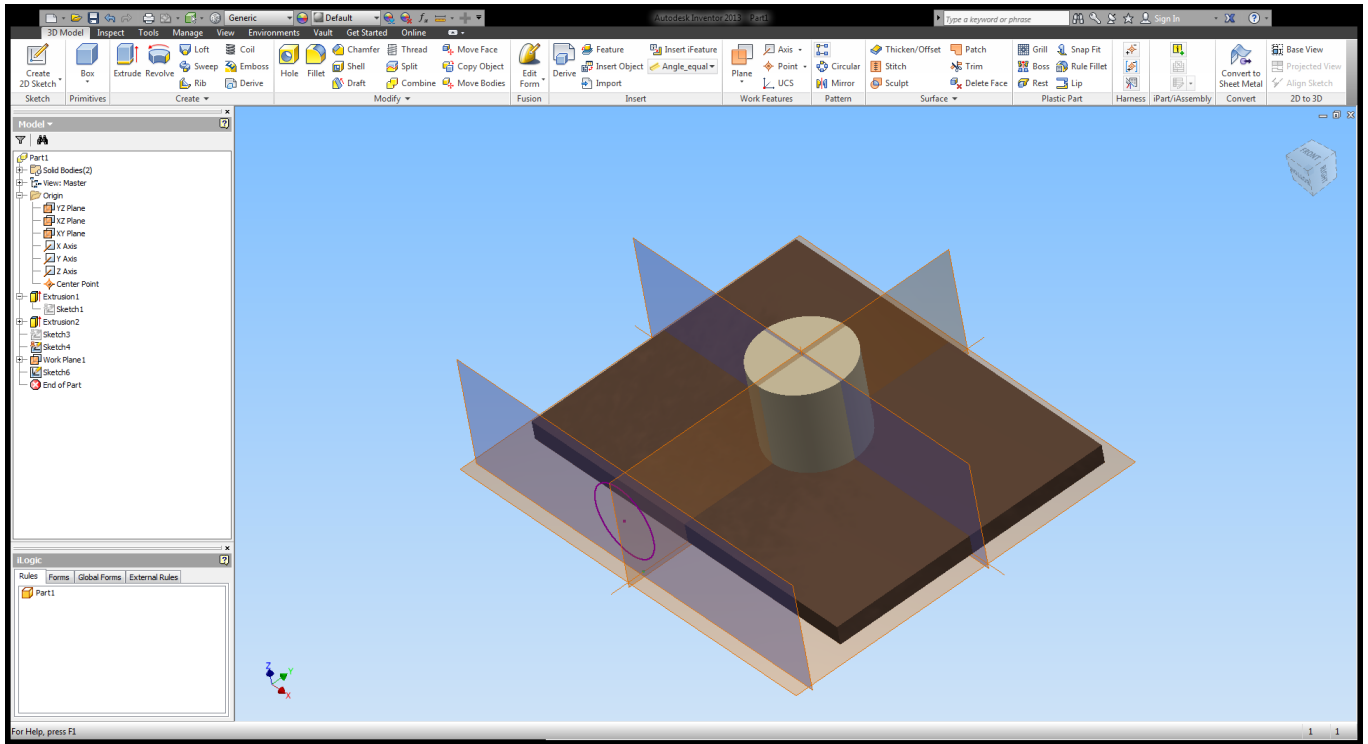 Generic Default Autodesk Inventor 2013 Part1 Type a keyword or phrase Sign In
3D Model Inspect Tools Manage View Environments Vault Get Started Online
Loft Coil Chamfer Thread Move Face Feature Insert iFeature Axis Thicken/Offset Patch Grill Snap Fit Base View
Sweep Emboss Shell Split Copy Object Insert Object Angle_equal Point Circular Stitch Trim Boss Rule Fillet Projected View
Create 2D Sketch Box Extrude Revolve Rib Derive Hole Fillet Draft Combine Move Bodies Edit Form Derive Import Plane UCS Mirror Sculpt Delete Face Rest Lip Convert to Sheet Metal Align Sketch
Sketch Primitives Create Modify Fusion Insert Work Features Pattern Surface Plastic Part Harness iPart/iAssembly Convert 2D to 3D
Model
Part1
Solid Bodies(2)
View: Master
Origin
YZ Plane
XZ Plane
XY Plane
X Axis
Y Axis
Z Axis
Center Point
Extrusion1
Sketch1
Extrusion2
Sketch3
Sketch4
Work Plane1
Sketch6
End of Part
iLogic
Rules Forms Global Forms External Rules
Part1
FRONT
RIGHT
Z
Y
X
For Help, press F1
1 1